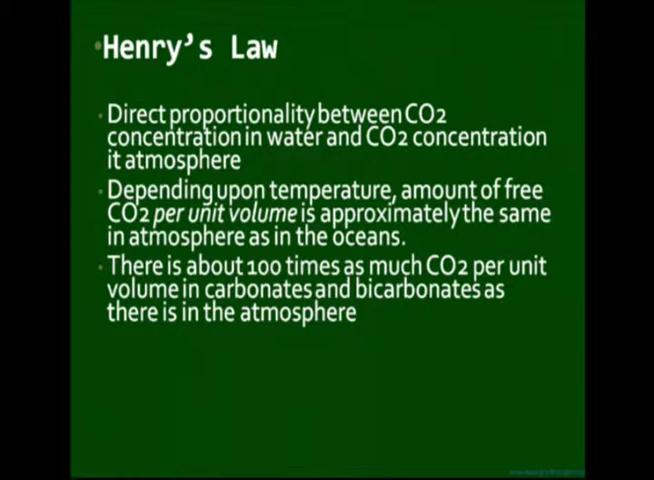 •Henry's Law
• Direct proportionality between CO2
concentration in water and CO2 concentration
it atmosphere
• Depending upon temperature, amount of free
CO2 per unit volume is approximately the same
in atmosphere as in the oceans.
• There is about 100 times as much CO2 per unit
volume in carbonates and bicarbonates as
there is in the atmosphere